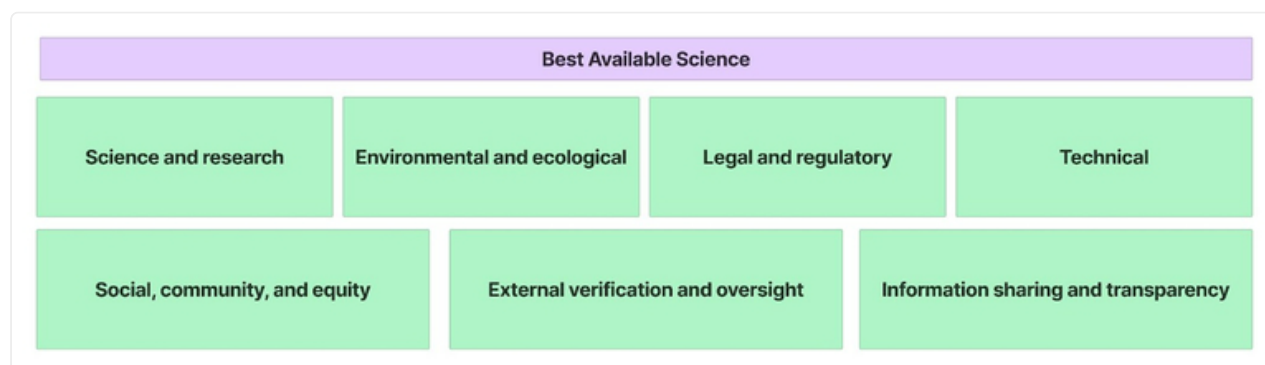 Best Available Science
Science and research
Environmental and ecological
Legal and regulatory
Technical
Social, community, and equity
External verification and oversight
Information sharing and transparency